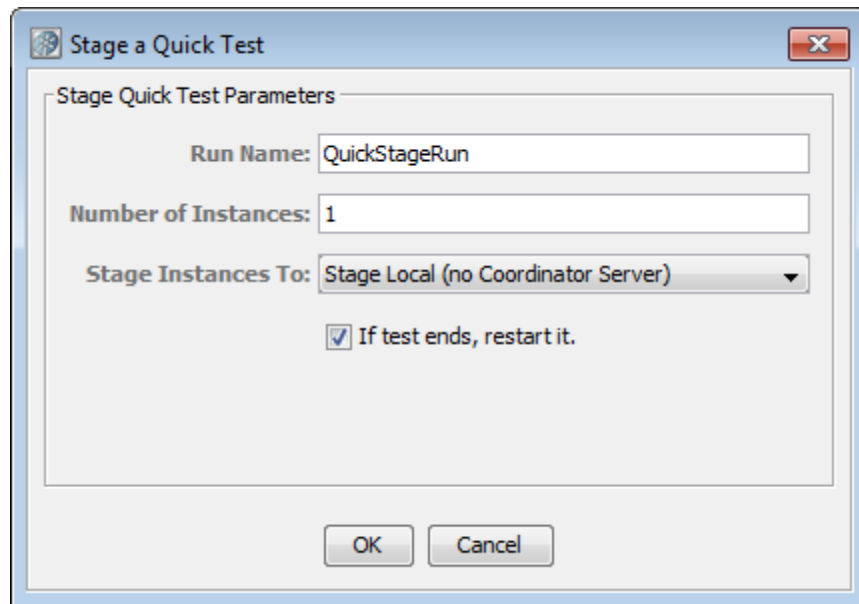 Stage a Quick Test
Stage Quick Test Parameters
Run Name: QuickStageRun
Number of Instances: 1
Stage Instances To: Stage Local (no Coordinator Server)
If test ends, restart it.
OK Cancel